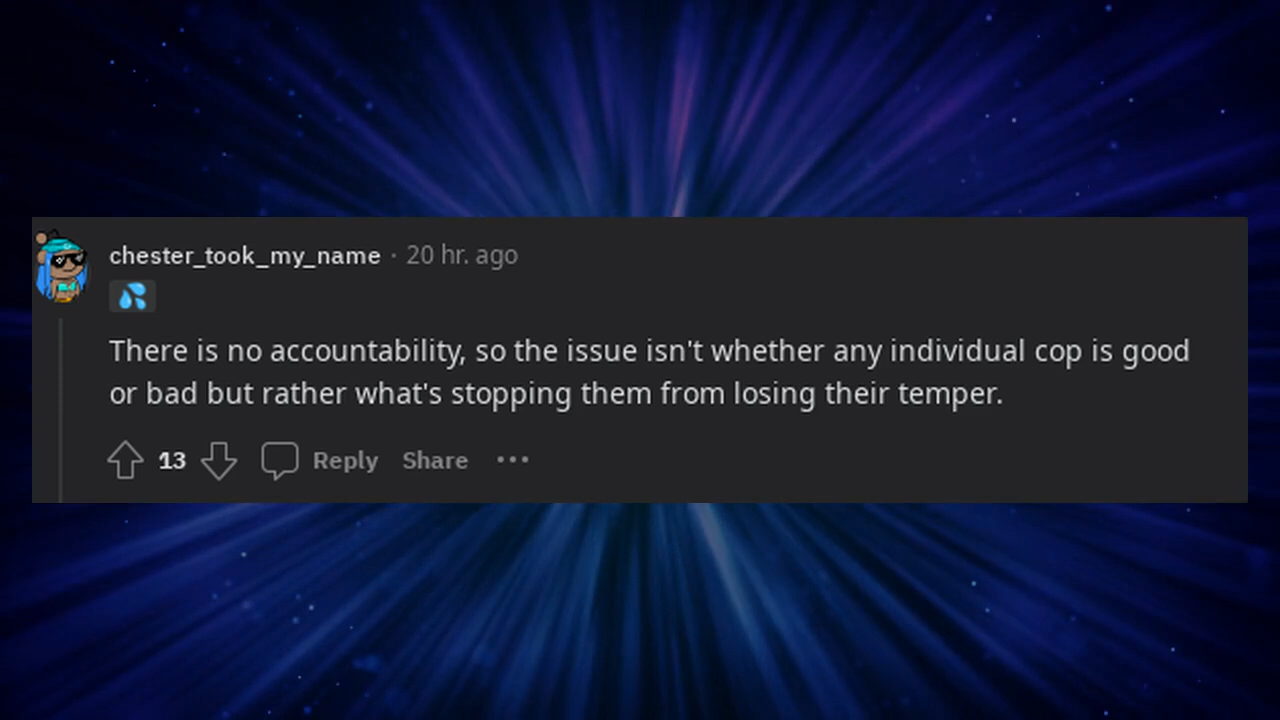 chester_took_my_name · 20 hr. ago
💦
There is no accountability, so the issue isn't whether any individual cop is good
or bad but rather what's stopping them from losing their temper.
13 Reply Share ···